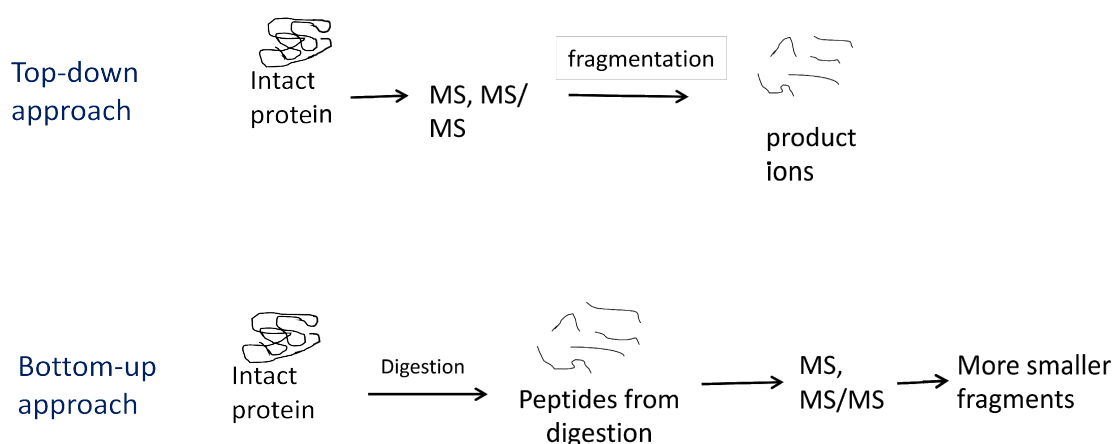 Top-down
approach
Intact
protein
MS, MS/
MS
fragmentation
product
ions
Bottom-up
approach
Intact
protein
Digestion
Peptides from
digestion
MS,
MS/MS
More smaller
fragments